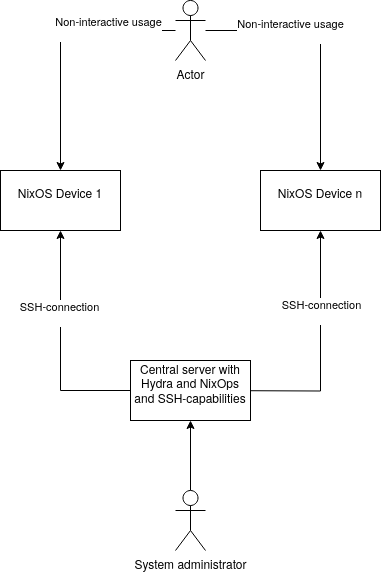 Non-interactive usage
Non-interactive usage
Actor
NixOS Device 1
NixOS Device n
SSH-connection
SSH-connection
Central server with
Hydra and NixOps
and SSH-capabilities
System administrator